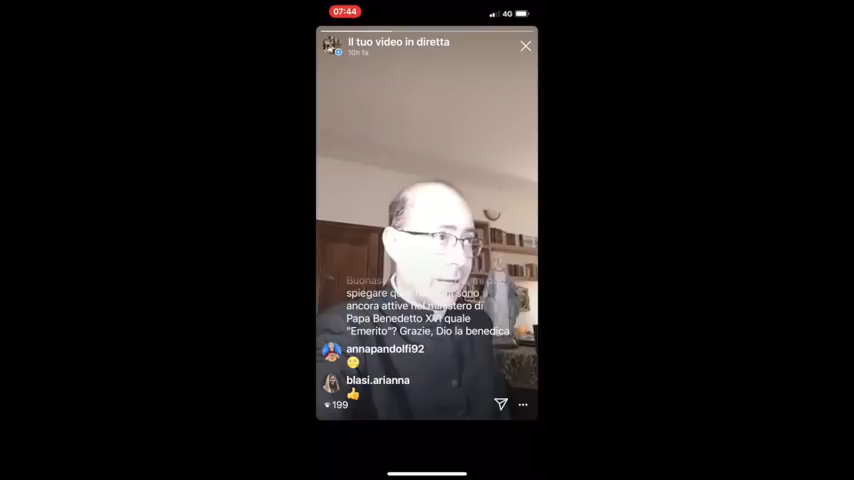 07:44
4G
Il tuo video in diretta
10h fa
spiegare sono
ancora attive nel ministero di
Papa Benedetto XVI quale
"Emerito"? Grazie, Dio la benedica
annapandolfi92
🙄
blasi.arianna
👍
199